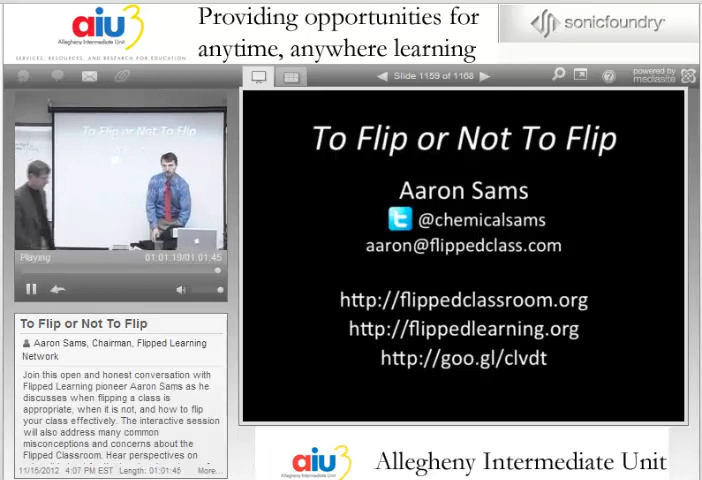 aiu3
Allegheny Intermediate Unit
SERVICES, RESOURCES, AND RESEARCH FOR EDUCATION
Providing opportunities for
anytime, anywhere learning
sonicfoundry
Slide 1159 of 1168
powered by
mediasite
To Flip or Not To Flip
Playing
01:01:19/01:01:45
To Flip or Not To Flip
Aaron Sams
@chemicalsams
aaron@flippedclass.com
http://flippedclassroom.org
http://flippedlearning.org
http://goo.gl/clvdt
To Flip or Not To Flip
Aaron Sams, Chairman, Flipped Learning
Network
Join this open and honest conversation with
Flipped Learning pioneer Aaron Sams as he
discusses when flipping a class is
appropriate, when it is not, and how to flip
your class effectively. The interactive session
will also address many common
misconceptions and concerns about the
Flipped Classroom. Hear perspectives on
11/15/2012 4:07 PM EST Length: 01:01:45 More...
aiu3
Allegheny Intermediate Unit
Allegheny Intermediate Unit